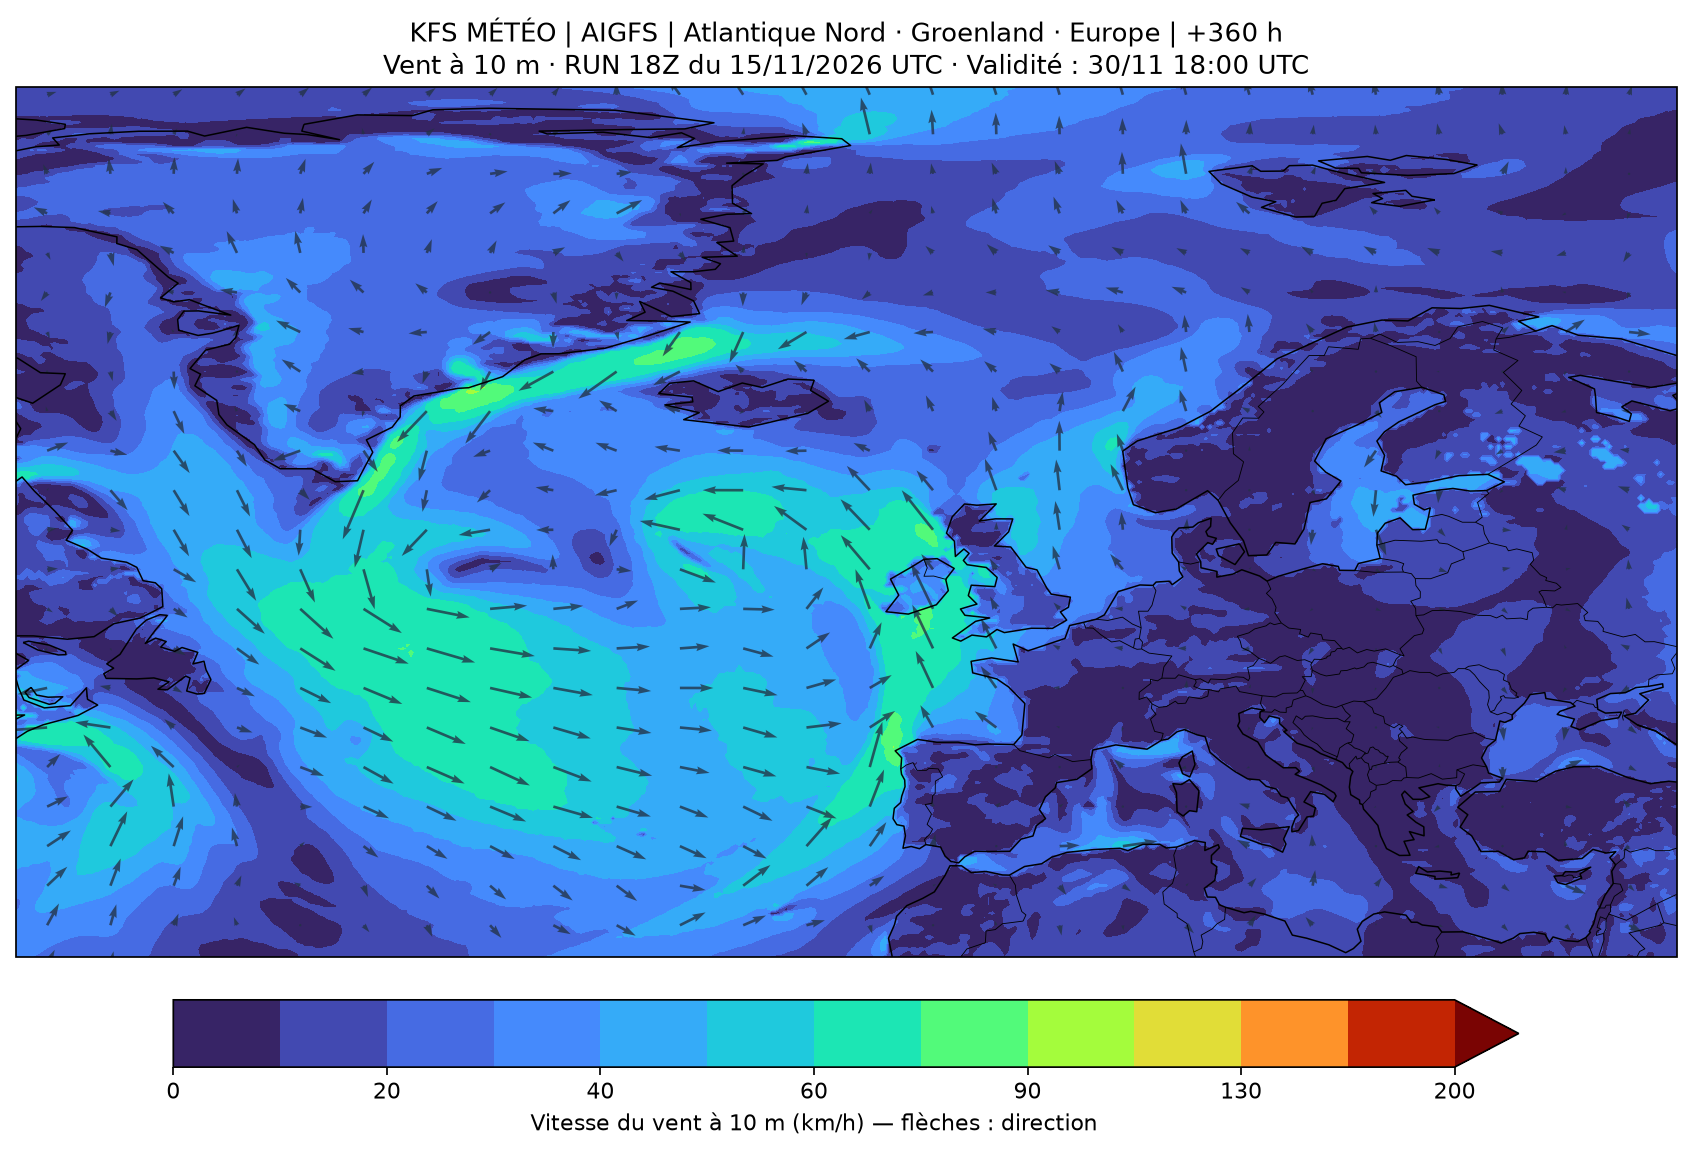 KFS MÉTÉO | AIGFS | Atlantique Nord · Groenland · Europe | +360 h
Vent à 10 m · RUN 18Z du 15/11/2026 UTC · Validité : 30/11 18:00 UTC
0 20 40 60 90 130 200
Vitesse du vent à 10 m (km/h) — flèches : direction